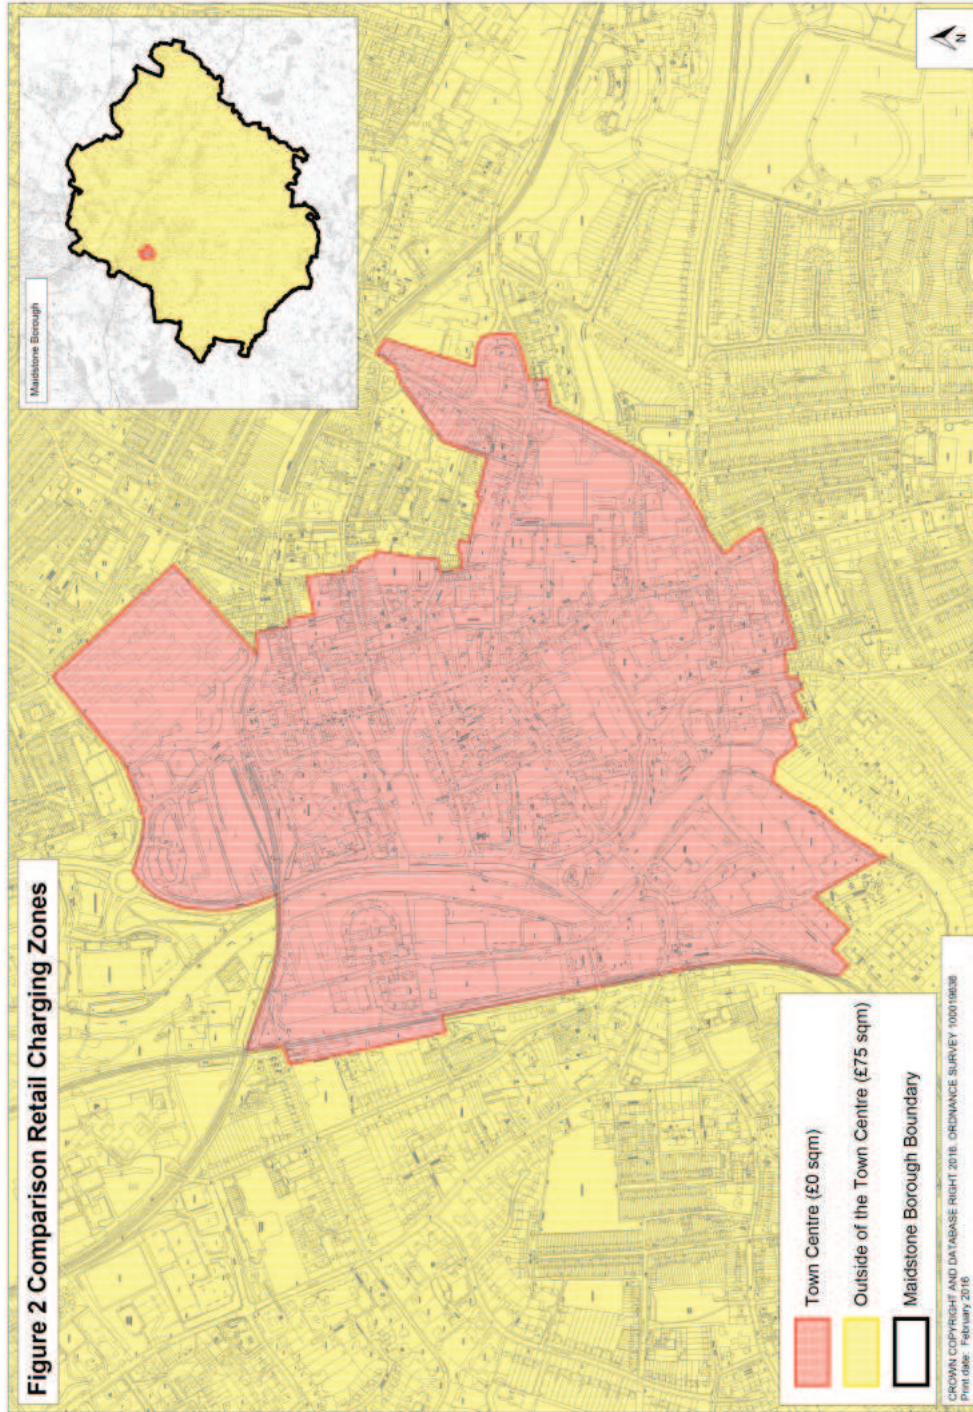 Figure 2 Comparison Retail Charging Zones
Maidstone Borough
Town Centre (£0 sqm)
Outside of the Town Centre (£75 sqm)
Maidstone Borough Boundary
CROWN COPYRIGHT AND DATABASE RIGHT 2016. ORDNANCE SURVEY 100019636
Print date: February 2016
N